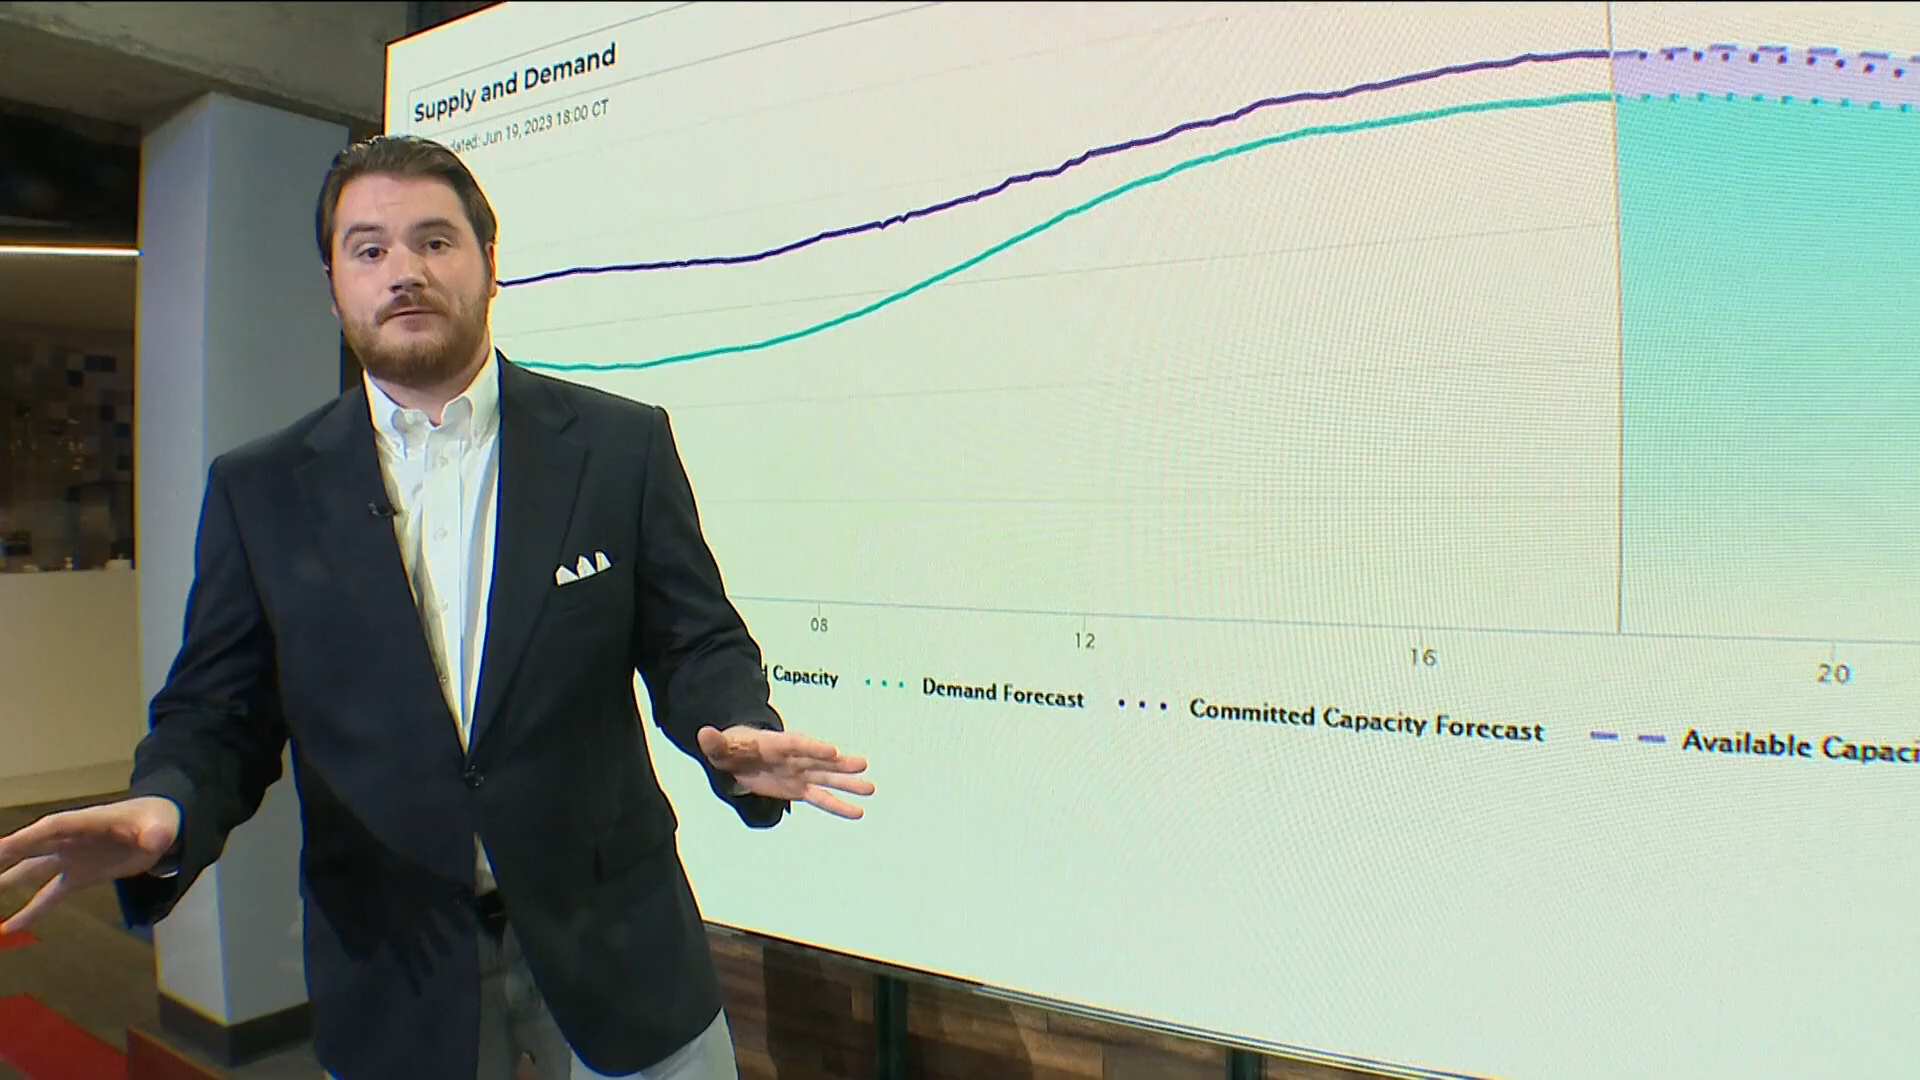 Supply and Demand
dated: Jun 19, 2023 18:00 CT
08 12 16 20
Capacity Demand Forecast Committed Capacity Forecast Available Capaci